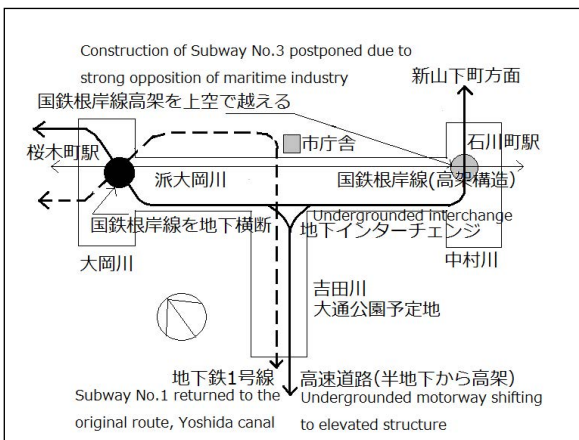 Construction of Subway No.3 postponed due to
strong opposition of maritime industry
新山下町方面
国鉄根岸線高架を上空で越える
市庁舎
石川町駅
桜木町駅
派大岡川
国鉄根岸線(高架構造)
国鉄根岸線を地下横断
Undergrounded interchange
地下インターチェンジ
大岡川
中村川
吉田川
大通公園予定地
地下鉄1号線
高速道路(半地下から高架)
Subway No.1 returned to the
original route, Yoshida canal
Undergrounded motorway shifting
to elevated structure